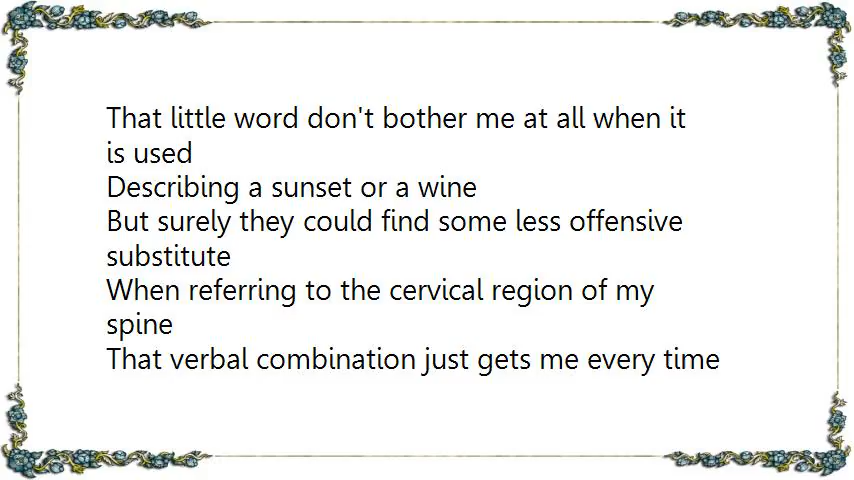 That little word don't bother me at all when it
is used
Describing a sunset or a wine
But surely they could find some less offensive
substitute
When referring to the cervical region of my
spine
That verbal combination just gets me every time